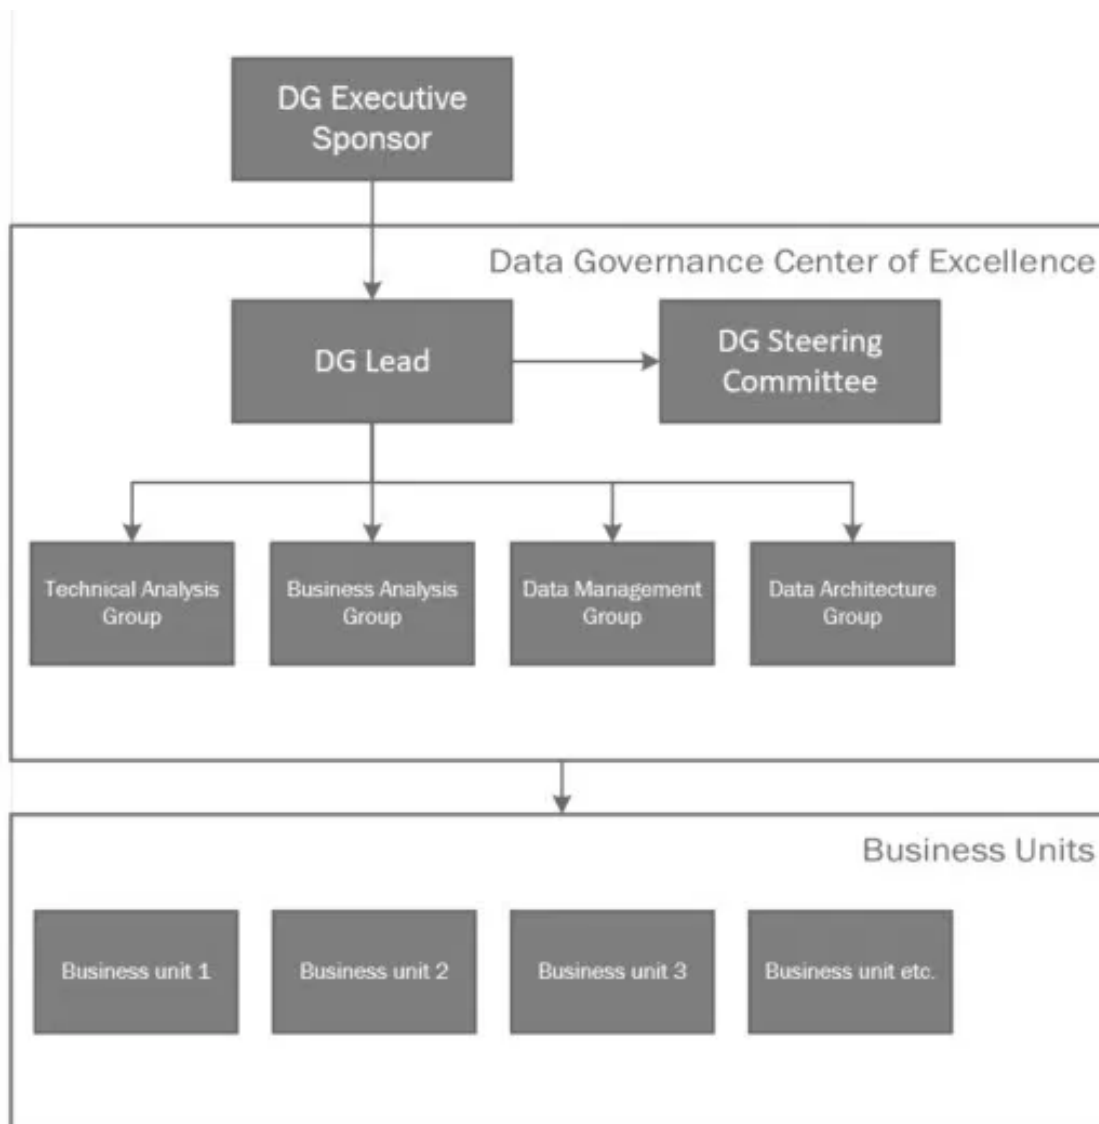 DG Executive
Sponsor
Data Governance Center of Excellence
DG Lead
DG Steering
Committee
Technical Analysis
Group
Business Analysis
Group
Data Management
Group
Data Architecture
Group
Business Units
Business unit 1
Business unit 2
Business unit 3
Business unit etc.